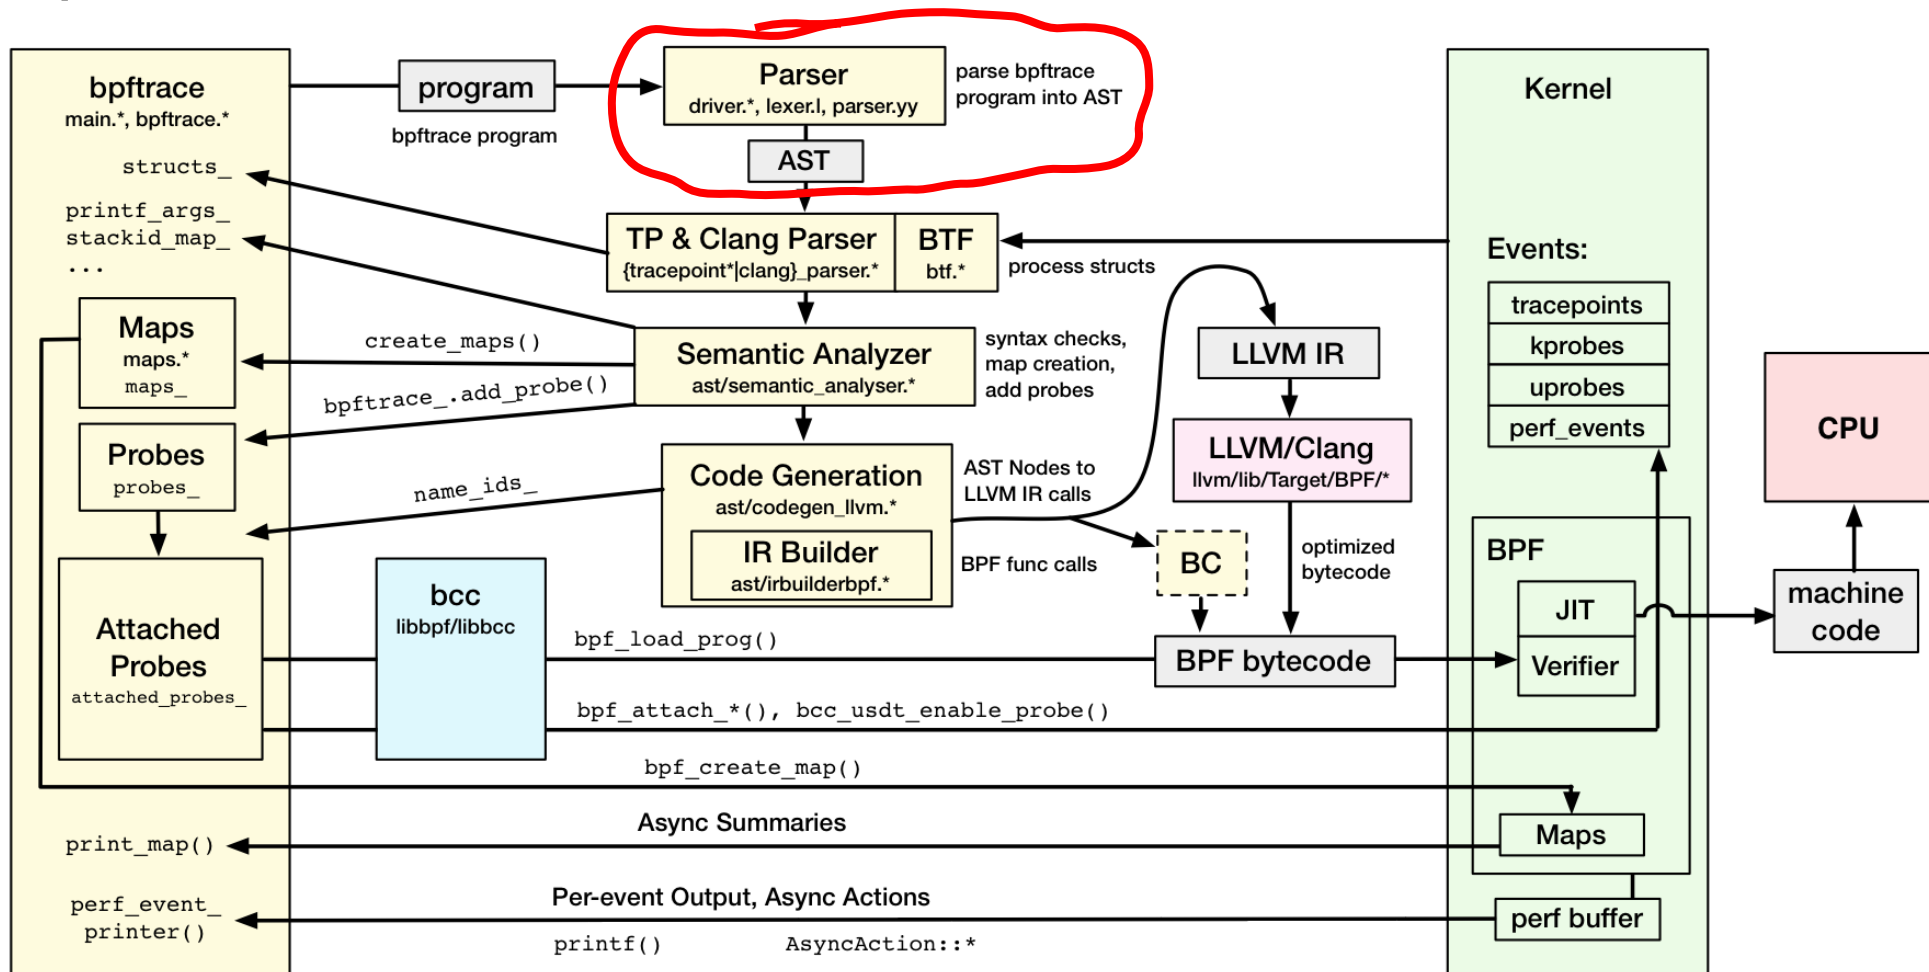 bpftrace
main.*, bpftrace.*
structs_
printf_args_
stackid_map_
...
Maps
maps.*
maps_
Probes
probes_
Attached
Probes
attached_probes_
print_map()
perf_event_
printer()
program
bpftrace program
Parser
driver.*, lexer.l, parser.yy
parse bpftrace
program into AST
AST
TP & Clang Parser
{tracepoint*|clang}_parser.*
BTF
btf.*
process structs
create_maps()
bpftrace_.add_probe()
Semantic Analyzer
ast/semantic_analyser.*
syntax checks,
map creation,
add probes
name_ids_
Code Generation
ast/codegen_llvm.*
IR Builder
ast/irbuilderbpf.*
AST Nodes to
LLVM IR calls
BPF func calls
LLVM IR
LLVM/Clang
llvm/lib/Target/BPF/*
BC
optimized
bytecode
bcc
libbpf/libbcc
bpf_load_prog()
BPF bytecode
bpf_attach_*(), bcc_usdt_enable_probe()
bpf_create_map()
Async Summaries
Per-event Output, Async Actions
printf() AsyncAction::*
Kernel
Events:
tracepoints
kprobes
uprobes
perf_events
BPF
JIT
Verifier
Maps
perf buffer
CPU
machine
code